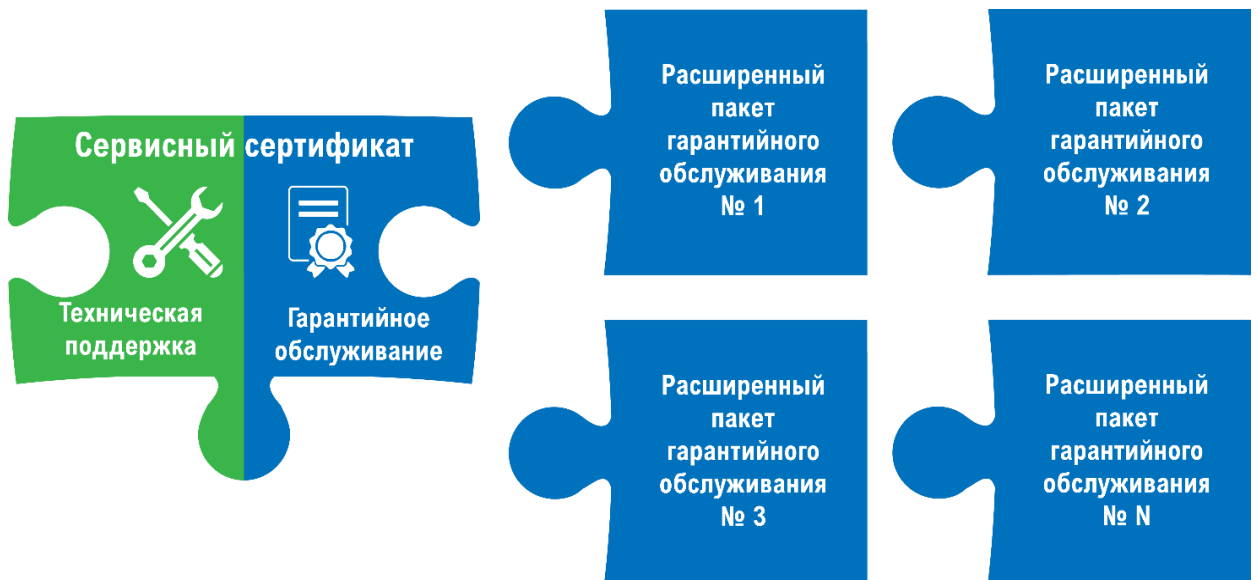 Сервисный сертификат
Техническая
поддержка
Гарантийное
обслуживание
Расширенный
пакет
гарантийного
обслуживания
№ 1
Расширенный
пакет
гарантийного
обслуживания
№ 2
Расширенный
пакет
гарантийного
обслуживания
№ 3
Расширенный
пакет
гарантийного
обслуживания
№ N